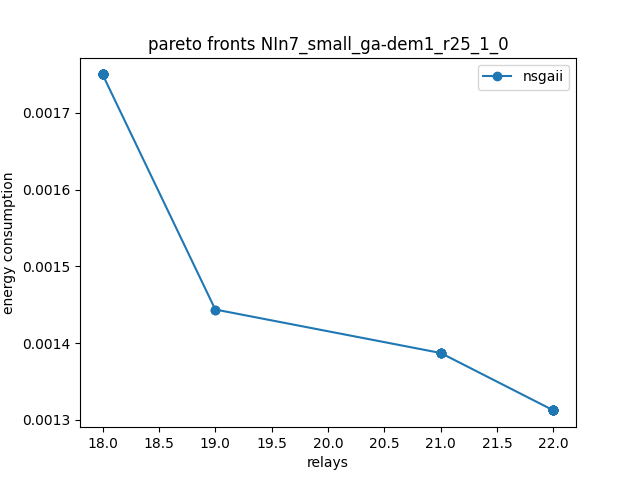 pareto fronts NIn7_small_ga-dem1_r25_1_0
nsgaii
0.0017
0.0016
0.0015
0.0014
0.0013
energy consumption
18.0 18.5 19.0 19.5 20.0 20.5 21.0 21.5 22.0
relays